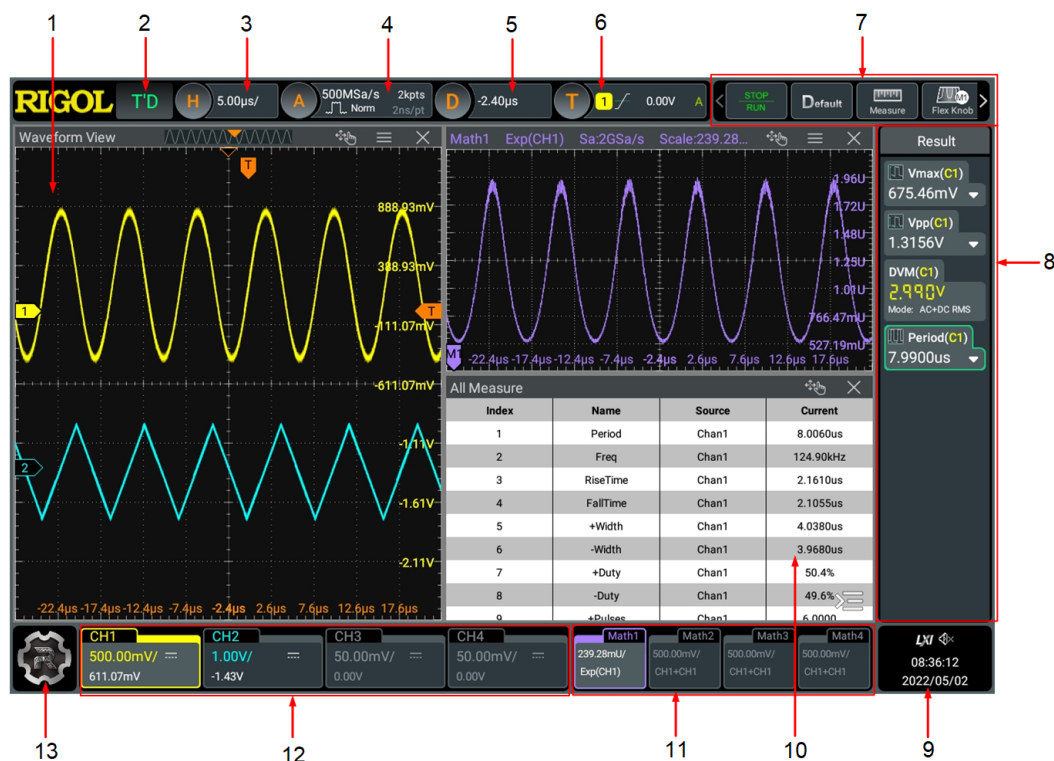 1 2 3 4 5 6 7
RIGOL T'D H 5.00μs/ A 500MSa/s 2kpts Norm 2ns/pt D -2.40μs T 1 0.00V A STOP RUN Default Measure M1 Flex Knob
Waveform View
T
888.93mV
388.93mV
1 T
-111.07mV
-611.07mV
-1.11V
2
-1.61V
-2.11V
-22.4μs -17.4μs -12.4μs -7.4μs -2.4μs 2.6μs 7.6μs 12.6μs 17.6μs
Math1 Exp(CH1) Sa:2GSa/s Scale:239.28...
1.96U
1.72U
1.48U
1.25U
1.01U
766.47mU
527.19mU
M1 -22.4μs -17.4μs -12.4μs -7.4μs -2.4μs 2.6μs 7.6μs 12.6μs 17.6μs
All Measure
Index Name Source Current
1 Period Chan1 8.0060us
2 Freq Chan1 124.90kHz
3 RiseTime Chan1 2.1610us
4 FallTime Chan1 2.1055us
5 +Width Chan1 4.0380us
6 -Width Chan1 3.9680us
7 +Duty Chan1 50.4%
8 -Duty Chan1 49.6%
9 +Pulses Chan1 6.0000
Result
Vmax(C1)
675.46mV
Vpp(C1)
1.3156V
DVM(C1)
2.990V
Mode: AC+DC RMS
Period(C1)
7.9900us
8
CH1 CH2 CH3 CH4 Math1 Math2 Math3 Math4
500.00mV/ 1.00V/ 50.00mV/ 50.00mV/ 239.28mU/ 500.00mV/ 500.00mV/ 500.00mV/
611.07mV -1.43V 0.00V 0.00V Exp(CH1) CH1+CH1 CH1+CH1 CH1+CH1
LXI
08:36:12
2022/05/02
13 12 11 10 9